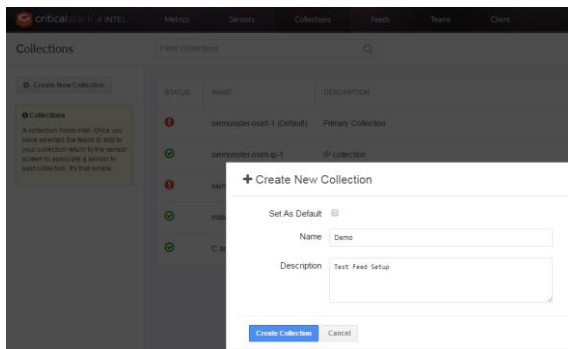 criticalstack // INTEL
Metrics
Sensors
Collections
Feeds
Teams
Client
Collections
Filter Collections
Create New Collection
Collections
A collection holds intel. Once you
have selected the feeds to add to
your collection return to the sensor
screen to associate a sensor to
said collection. It's that simple.
STATUS
NAME
DESCRIPTION
siemonster-osint-1 (Default)
Primary Collection
siemonster-osint-ip-1
IP collection
Create New Collection
Set As Default
Name
Demo
Description
Test Feed Setup
Create Collection
Cancel